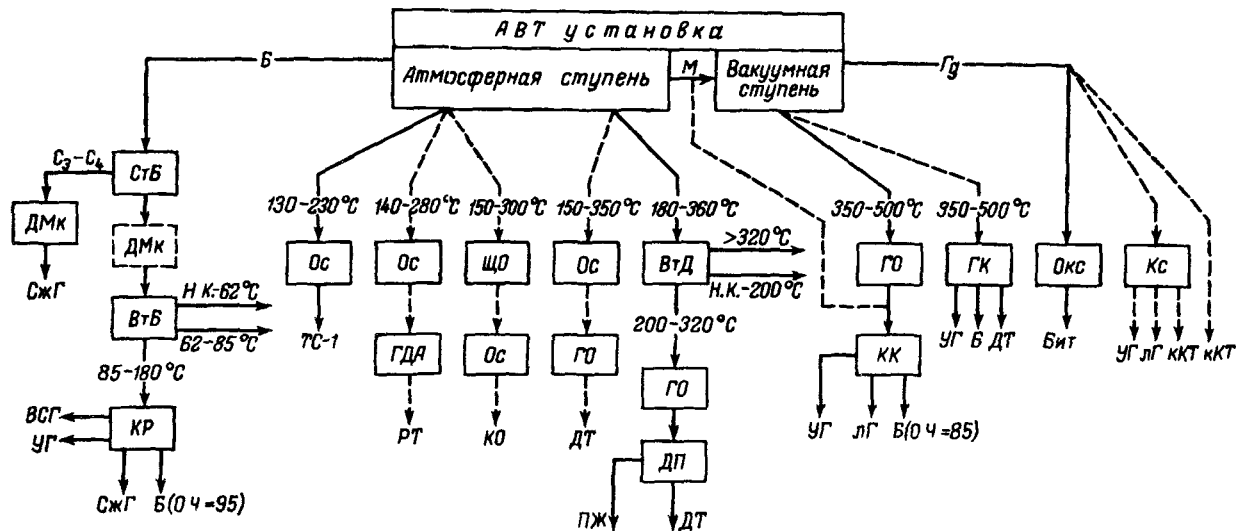 АВТ установка
Б
Атмосферная ступень
М
Вакуумная ступень
Гд
С₃–С₄
СтБ
130–230°С
140–280°С
150–300°С
150–350°С
180–360°С
350–500°С
350–500°С
ДМк
ДМк
Ос
Ос
ЩО
Ос
ВтД
>320°С
Н.К.–200°С
ГО
ГК
Окс
Кс
СжГ
ВтБ
Н К.–62°С
62–85°С
ТС-1
200–320°С
УГ Б ДТ
Бит
УГ лГ кКТ кКТ
85–180°С
ГДА
Ос
ГО
ГО
КК
ВСГ
УГ
КР
РТ
КО
ДТ
УГ лГ Б(О Ч =85)
ДП
СжГ Б(О Ч =95)
ПЖ ДТ